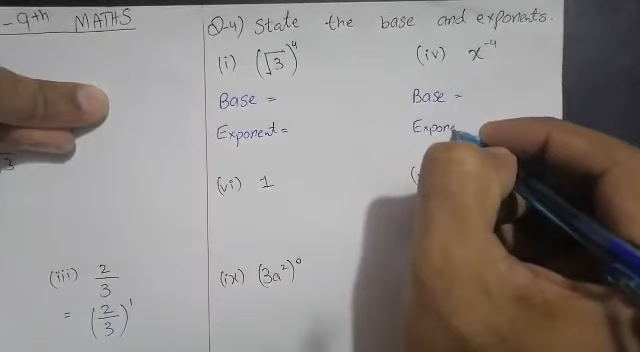 - 9th MATHS
Q-4) State the base and exponents.
(i) (√3)⁴
(iv) x⁻⁴
Base =
Base =
Exponent =
Expone
3
(vi) 1
(
(iii) 2/3
= (2/3)¹
(ix) (3a²)⁰